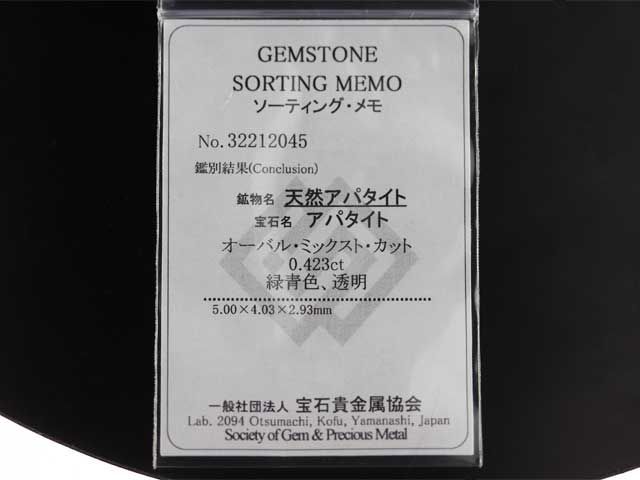 GEMSTONE
SORTING MEMO
ソーティング・メモ
No.32212045
鑑別結果(Conclusion)
鉱物名 天然アパタイト
宝石名 アパタイト
オーバル・ミックスト・カット
0.423ct
緑青色、透明
5.00×4.03×2.93mm
一般社団法人 宝石貴金属協会
Lab. 2094 Otsumachi, Kofu, Yamanashi, Japan
Society of Gem & Precious Metal